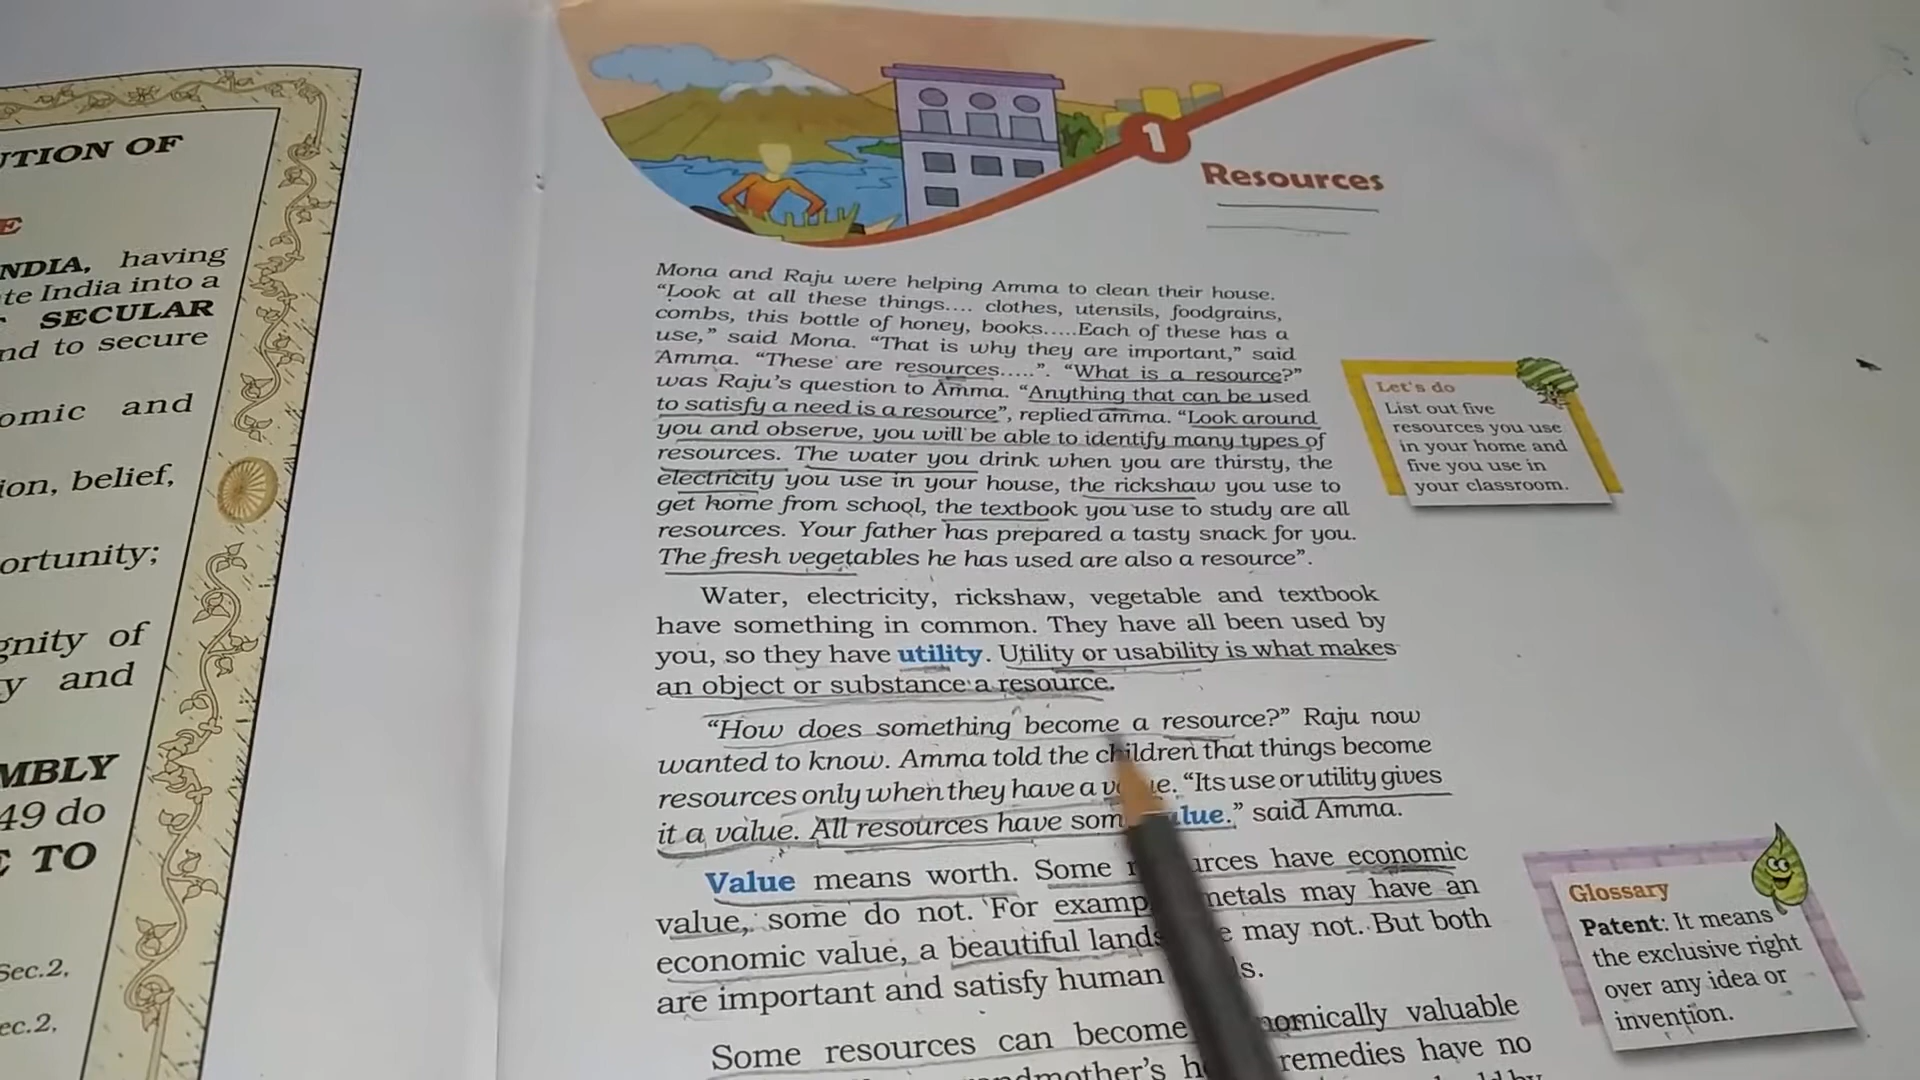 UTION OF
E
NDIA, having
te India into a
SECULAR
nd to secure
omic and
ion, belief,
ortunity;
gnity of
y and
MBLY
49 do
E TO
Sec.2,
ec.2,
1
Resources
Mona and Raju were helping Amma to clean their house.
“Look at all these things.... clothes, utensils, foodgrains,
combs, this bottle of honey, books.....Each of these has a
use,” said Mona. “That is why they are important,” said
Amma. “These are resources.....”. “What is a resource?”
was Raju’s question to Amma. “Anything that can be used
to satisfy a need is a resource”, replied amma. “Look around
you and observe, you will be able to identify many types of
resources. The water you drink when you are thirsty, the
electricity you use in your house, the rickshaw you use to
get home from school, the textbook you use to study are all
resources. Your father has prepared a tasty snack for you.
The fresh vegetables he has used are also a resource”.
Water, electricity, rickshaw, vegetable and textbook
have something in common. They have all been used by
you, so they have utility. Utility or usability is what makes
an object or substance a resource.
“How does something become a resource?” Raju now
wanted to know. Amma told the children that things become
resources only when they have a v e. “Its use or utility gives
it a value. All resources have som lue.” said Amma.
Value means worth. Some r urces have economic
value, some do not. For examp metals may have an
economic value, a beautiful lands e may not. But both
are important and satisfy human s.
Some resources can become nomically valuable
ndmother’s h remedies have no
Let’s do
List out five
resources you use
in your home and
five you use in
your classroom.
Glossary
Patent: It means
the exclusive right
over any idea or
invention.